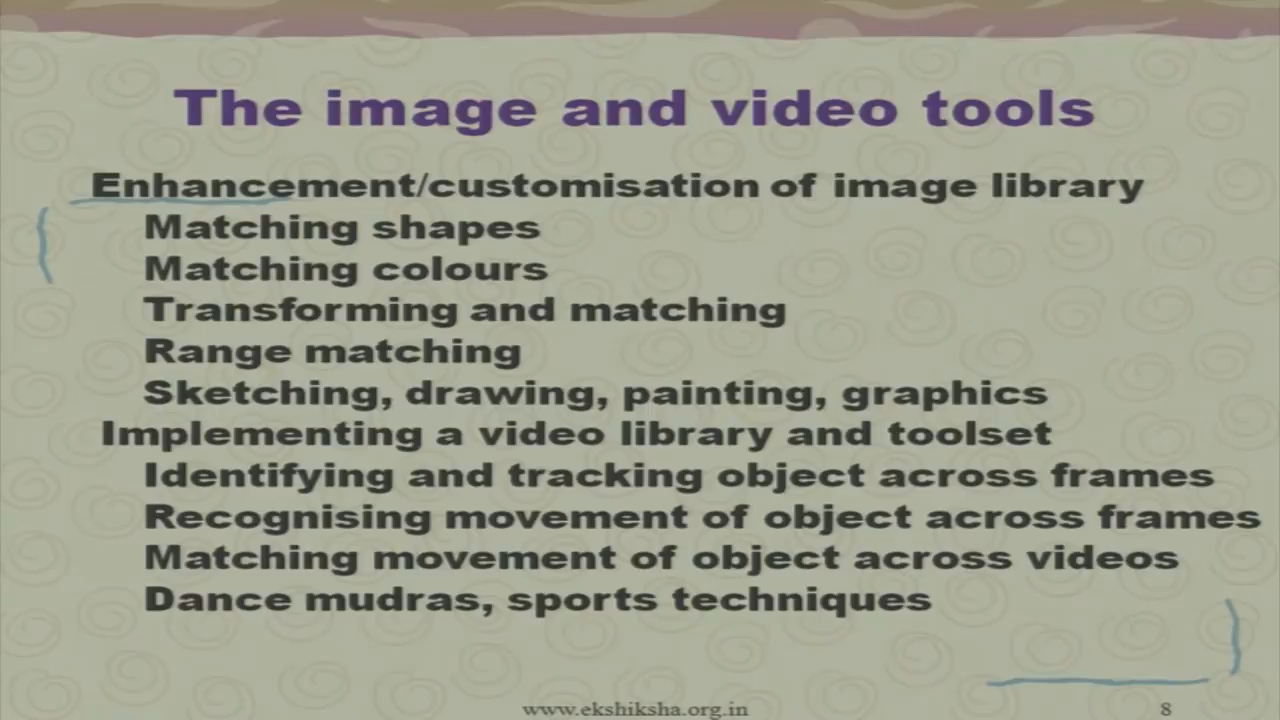 The image and video tools
Enhancement/customisation of image library
Matching shapes
Matching colours
Transforming and matching
Range matching
Sketching, drawing, painting, graphics
Implementing a video library and toolset
Identifying and tracking object across frames
Recognising movement of object across frames
Matching movement of object across videos
Dance mudras, sports techniques
www.ekshiksha.org.in
8